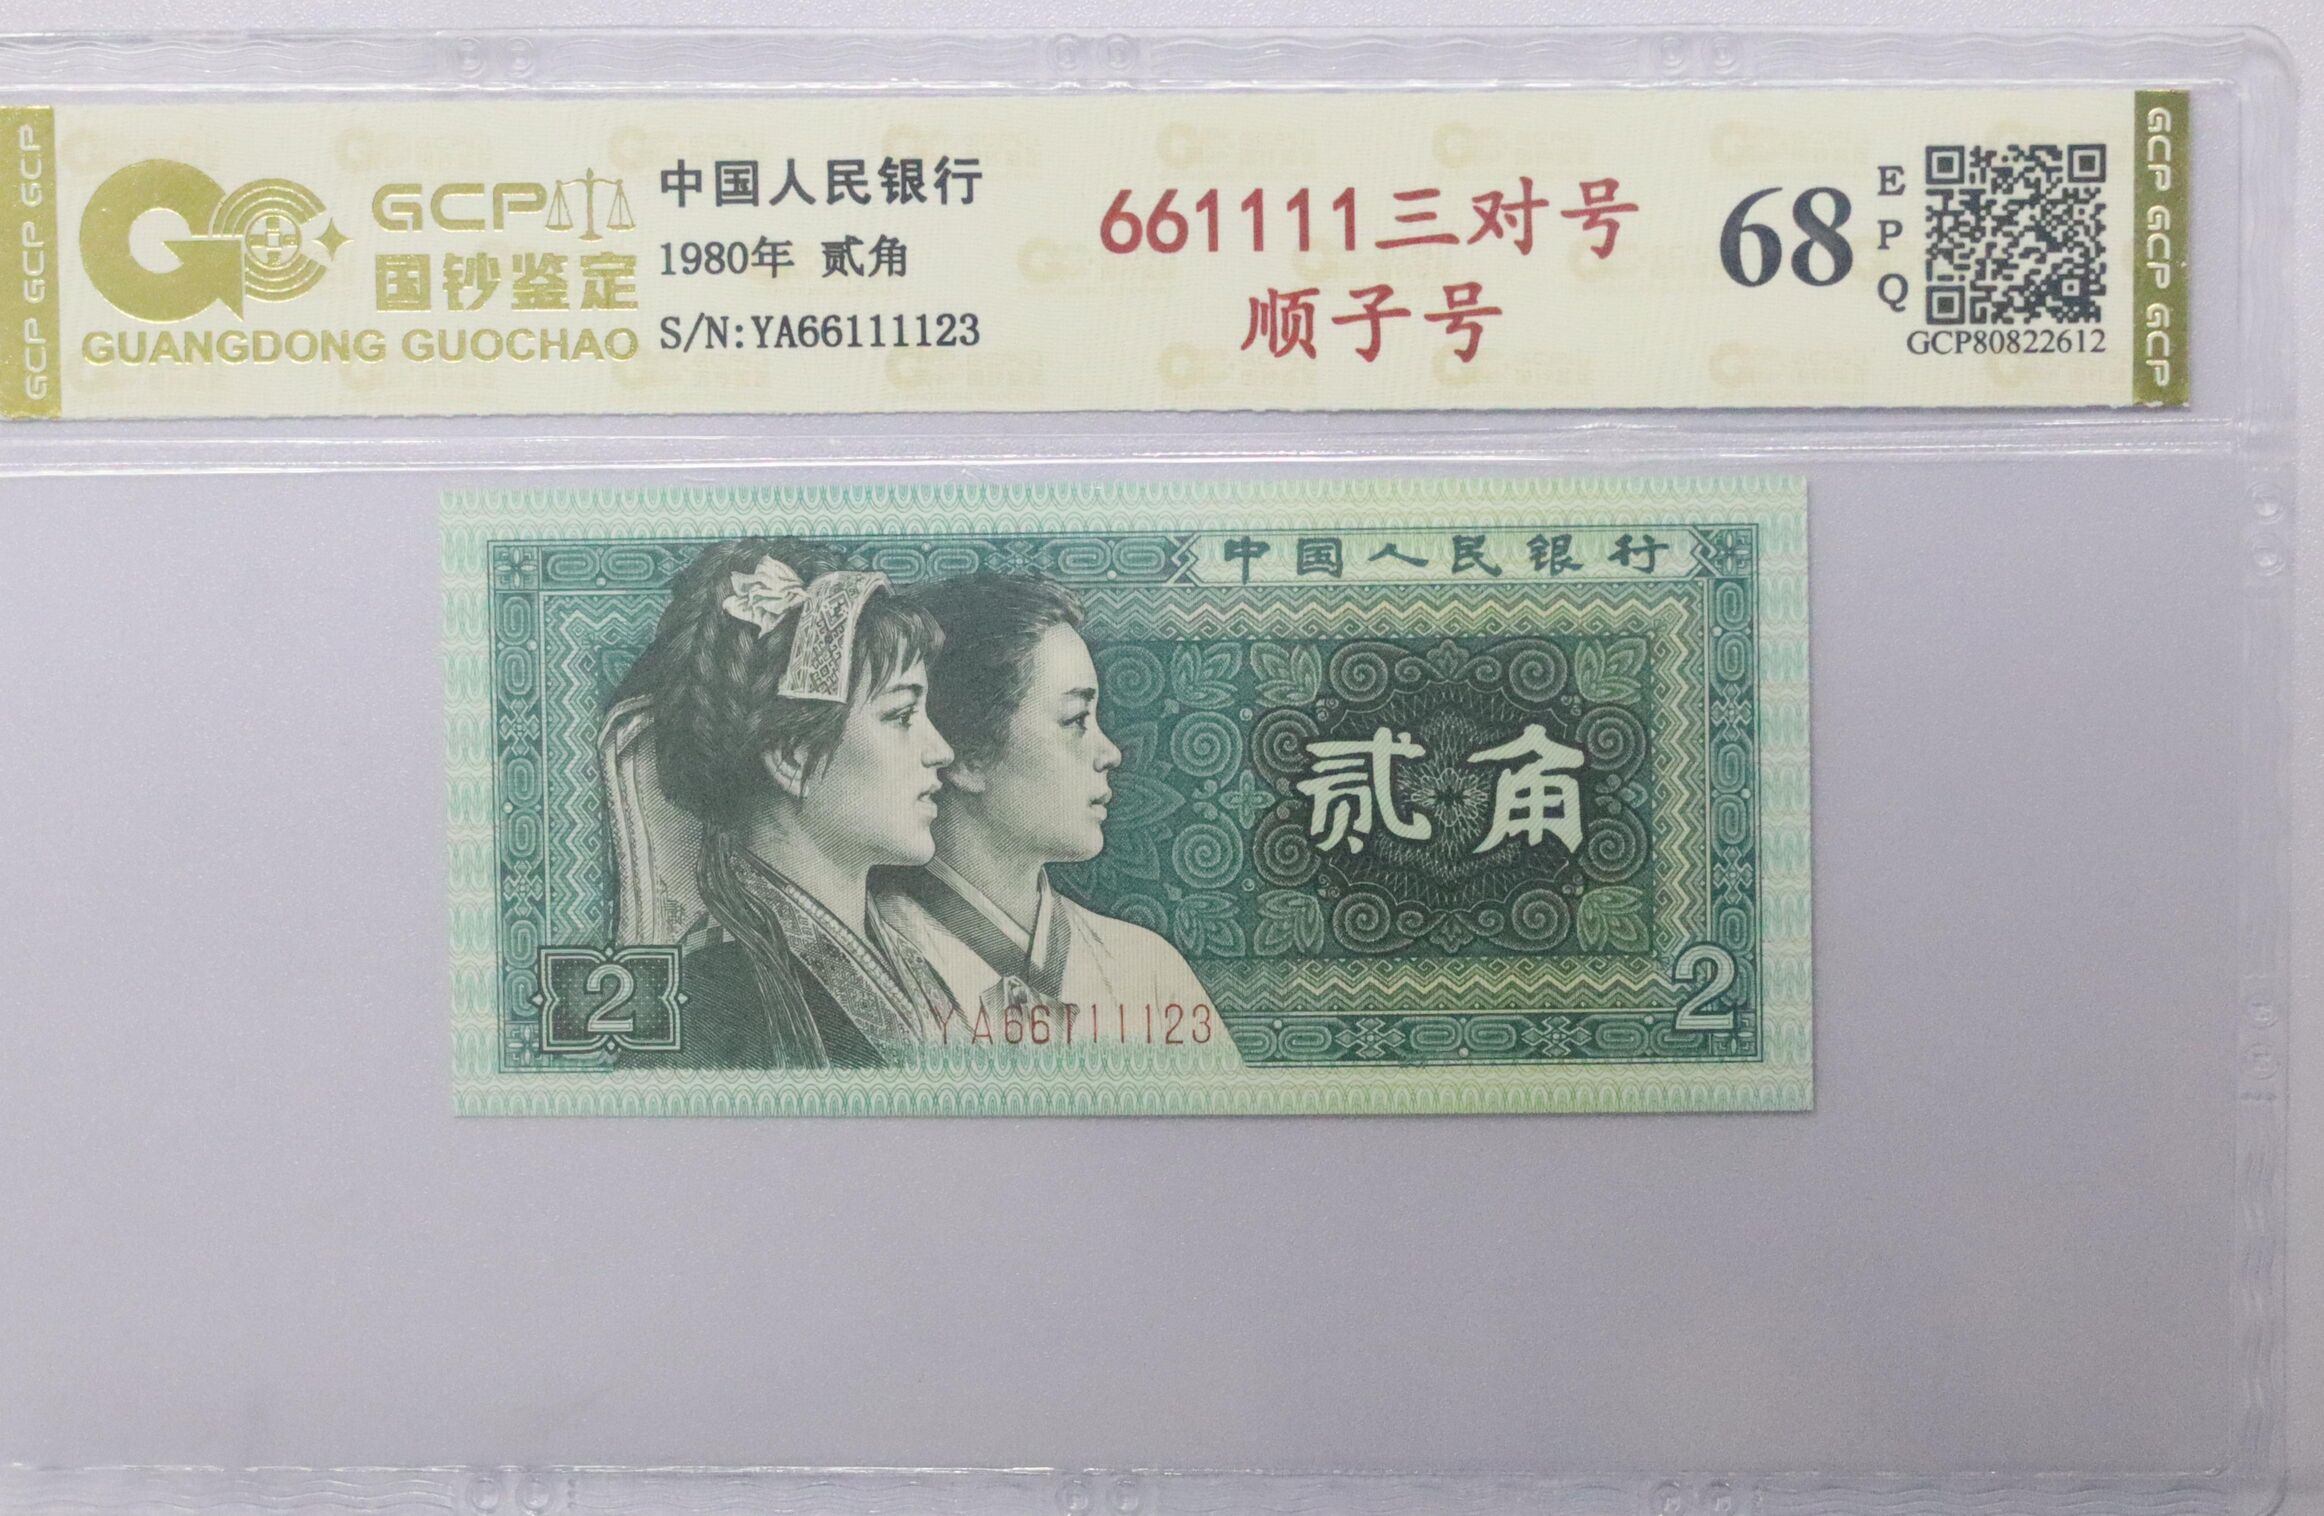 GCP GCP GCP
GCP
国钞鉴定
GUANGDONG GUOCHAO
中国人民银行
1980年 贰角
S/N:YA66111123
661111三对号
顺子号
68
EPQ
GCP80822612
GCP GCP GCP
中国人民银行
贰角
2
YA66111123
2